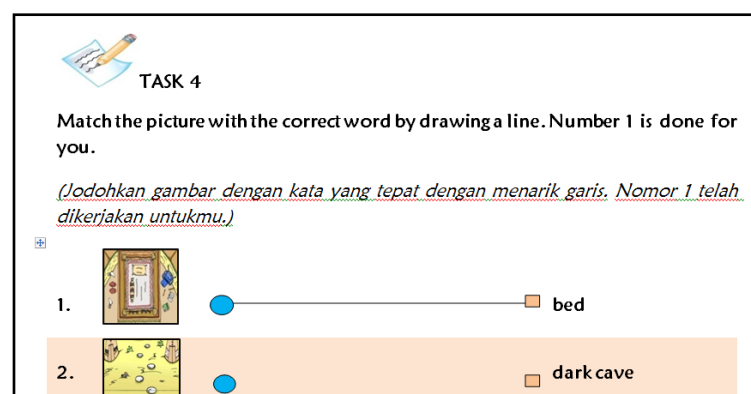 TASK 4
Match the picture with the correct word by drawing a line. Number 1 is done for
you.
(Jodohkan gambar dengan kata yang tepat dengan menarik garis. Nomor 1 telah
dikerjakan untukmu.)
1. bed
2. dark cave